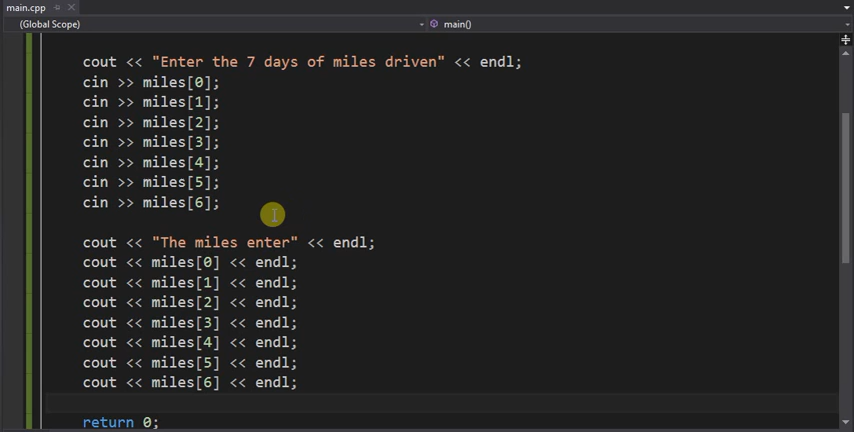 main.cpp
(Global Scope)
main()
cout << "Enter the 7 days of miles driven" << endl;
cin >> miles[0];
cin >> miles[1];
cin >> miles[2];
cin >> miles[3];
cin >> miles[4];
cin >> miles[5];
cin >> miles[6];
cout << "The miles enter" << endl;
cout << miles[0] << endl;
cout << miles[1] << endl;
cout << miles[2] << endl;
cout << miles[3] << endl;
cout << miles[4] << endl;
cout << miles[5] << endl;
cout << miles[6] << endl;
return 0;